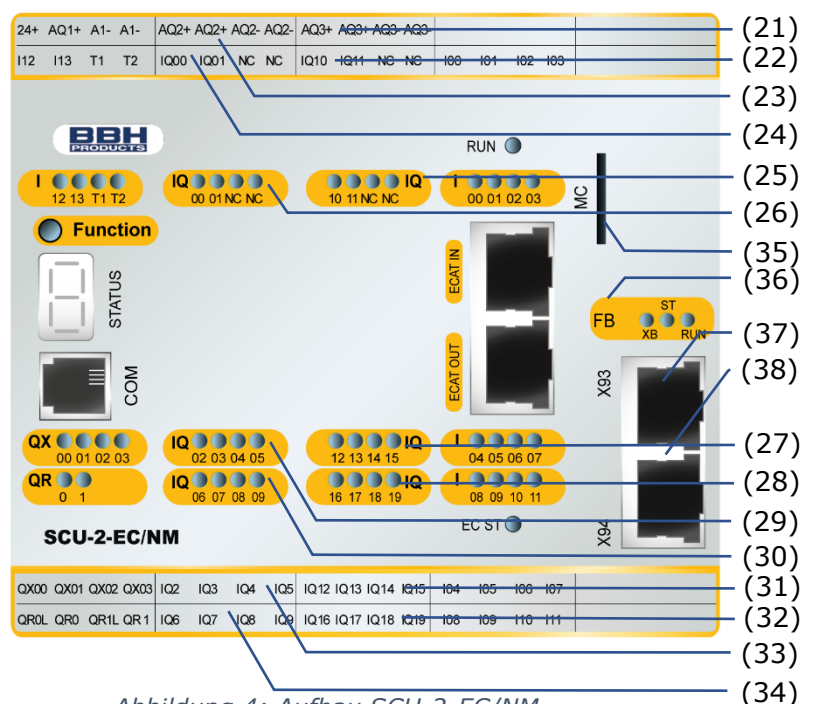 24+ AQ1+ A1- A1- AQ2+ AQ2+ AQ2- AQ2- AQ3+ AQ3+ AQ3- AQ3- (21)
I12 I13 T1 T2 IQ00 IQ01 NC NC IQ10 IQ11 NC NC I00 I01 I02 I03 (22)
(23)
(24)
BBH
PRODUCTS
RUN
(25)
I IQ IQ I
12 13 T1 T2 00 01 NC NC 10 11 NC NC 00 01 02 03
MC
(26)
Function
(35)
ECAT IN
(36)
STATUS
FB ST
XB RUN
(37)
ECAT OUT
(38)
COM
X93
QX IQ IQ I
00 01 02 03 02 03 04 05 12 13 14 15 04 05 06 07
(27)
QR IQ IQ I
0 1 06 07 08 09 16 17 18 19 08 09 10 11
(28)
EC ST
X94
(29)
SCU-2-EC/NM
(30)
QX00 QX01 QX02 QX03 IQ2 IQ3 IQ4 IQ5 IQ12 IQ13 IQ14 IQ15 I04 I05 I06 I07 (31)
QR0L QR0 QR1L QR1 IQ6 IQ7 IQ8 IQ9 IQ16 IQ17 IQ18 IQ19 I08 I09 I10 I11 (32)
(33)
(34)
Abbildung 4: Aufbau SCU-2-EC/NM